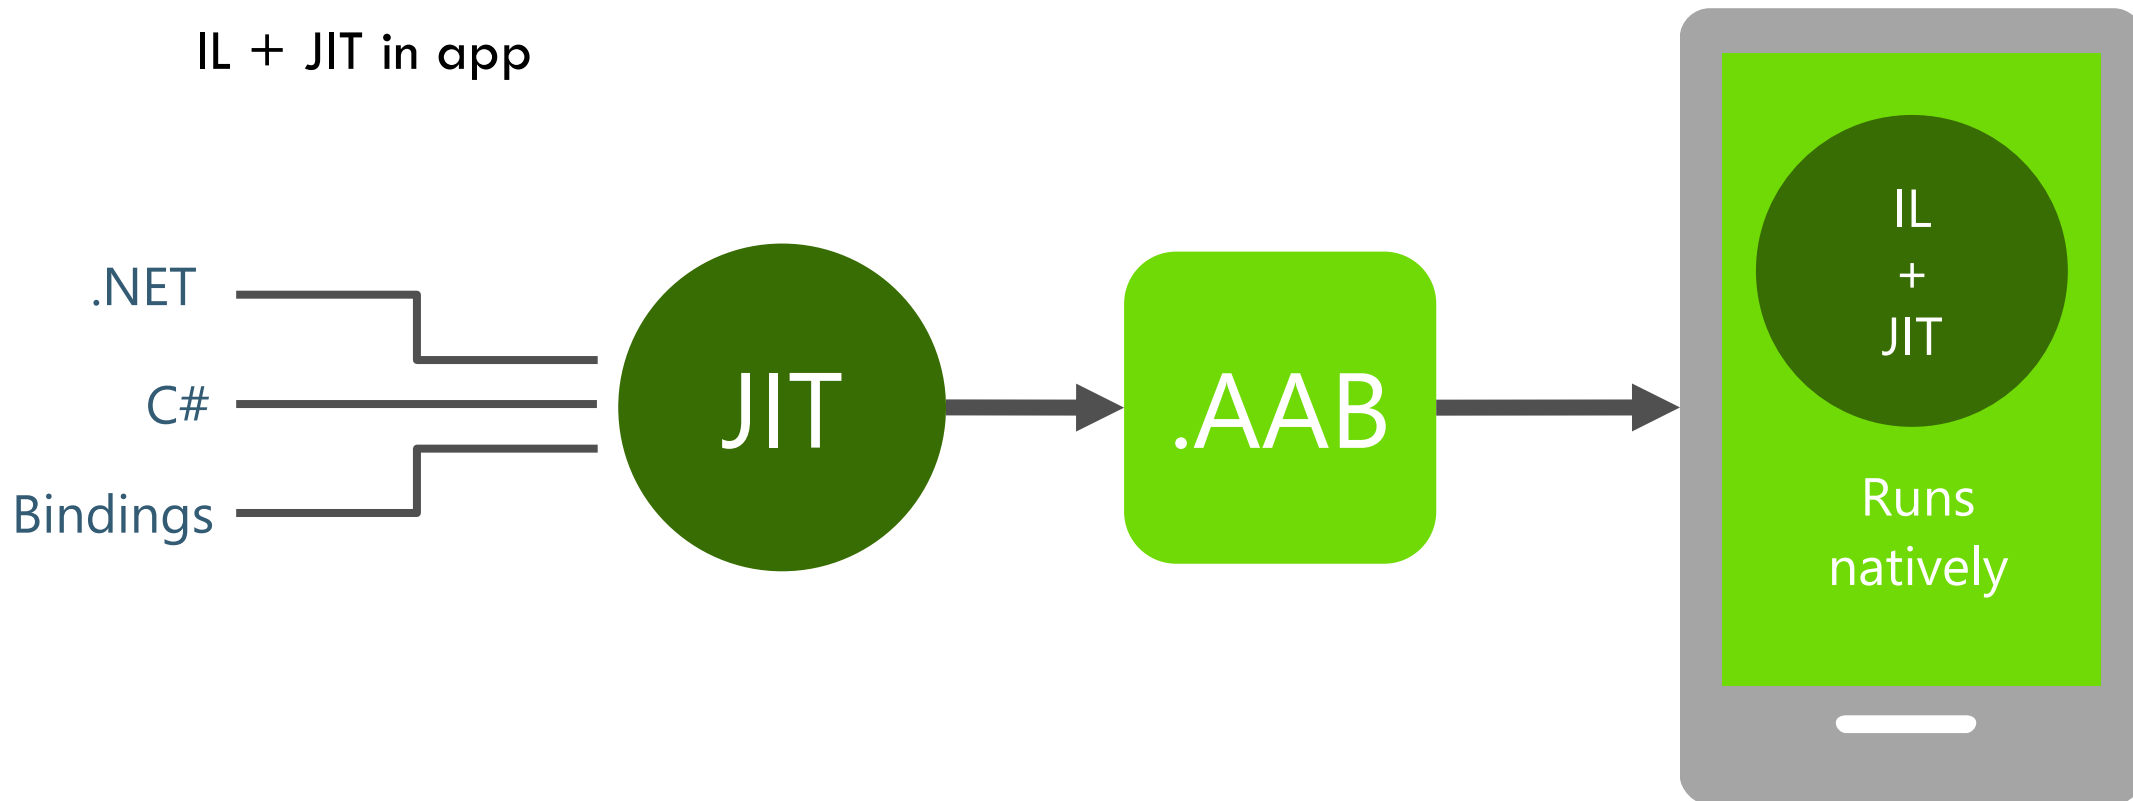 IL + JIT in app
.NET
C#
Bindings
JIT
.AAB
IL
+
JIT
Runs
natively